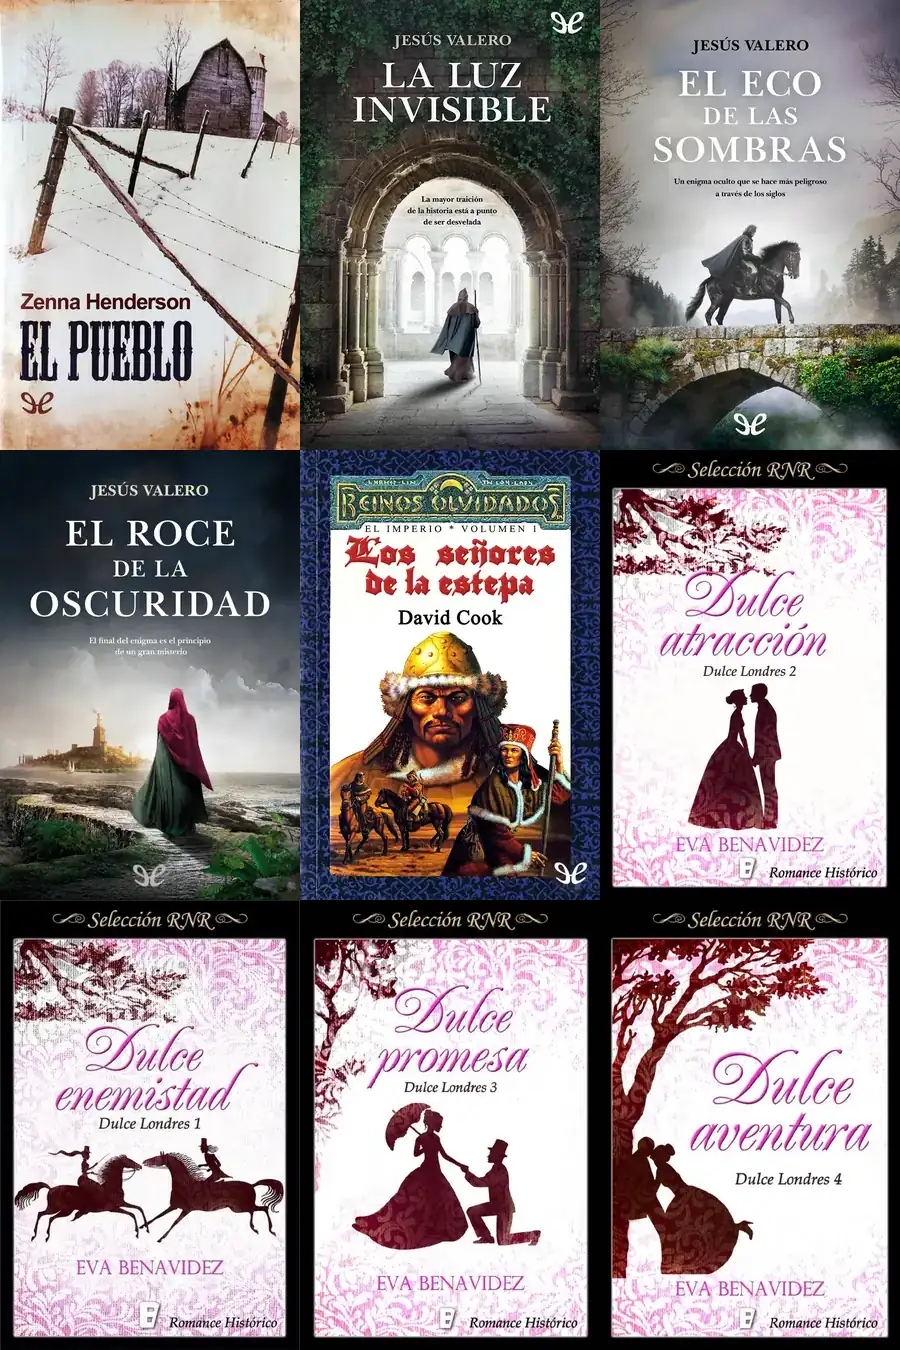 Zenna Henderson
EL PUEBLO
JESÚS VALERO
LA LUZ
INVISIBLE
La mayor traición
de la historia está a punto
de ser desvelada
JESÚS VALERO
EL ECO
DE LAS
SOMBRAS
Un enigma oculto que se hace más peligroso
a través de los siglos
JESÚS VALERO
EL ROCE
DE LA
OSCURIDAD
El final del enigma es el principio
de un gran misterio
REINOS OLVIDADOS
EL IMPERIO * VOLUMEN I
Los señores
de la estepa
David Cook
Selección RNR
Dulce
atracción
Dulce Londres 2
EVA BENAVIDEZ
B
Romance Histórico
Selección RNR
Dulce
enemistad
Dulce Londres 1
EVA BENAVIDEZ
B
Romance Histórico
Selección RNR
Dulce
promesa
Dulce Londres 3
EVA BENAVIDEZ
B
Romance Histórico
Selección RNR
Dulce
aventura
Dulce Londres 4
EVA BENAVIDEZ
B
Romance Histórico